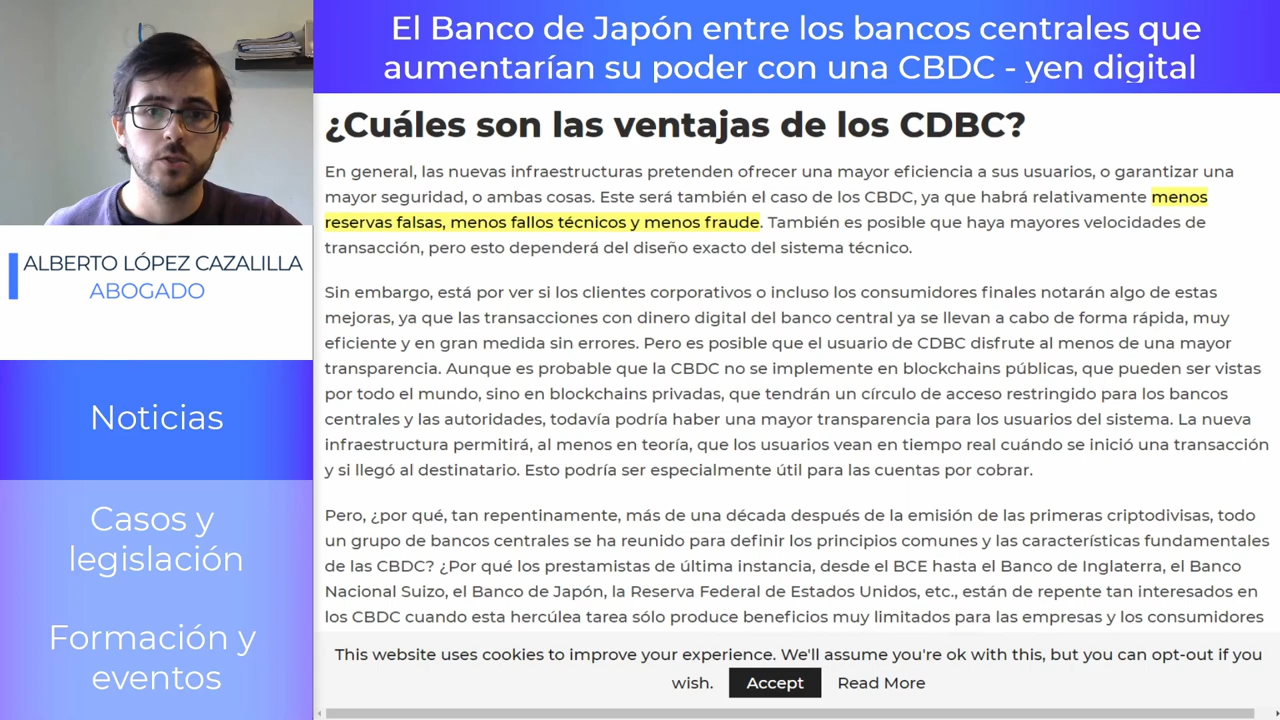 El Banco de Japón entre los bancos centrales que
aumentarían su poder con una CBDC - yen digital
ALBERTO LÓPEZ CAZALILLA
ABOGADO
Noticias
Casos y
legislación
Formación y
eventos
¿Cuáles son las ventajas de los CDBC?
En general, las nuevas infraestructuras pretenden ofrecer una mayor eficiencia a sus usuarios, o garantizar una
mayor seguridad, o ambas cosas. Este será también el caso de los CBDC, ya que habrá relativamente menos
reservas falsas, menos fallos técnicos y menos fraude. También es posible que haya mayores velocidades de
transacción, pero esto dependerá del diseño exacto del sistema técnico.
Sin embargo, está por ver si los clientes corporativos o incluso los consumidores finales notarán algo de estas
mejoras, ya que las transacciones con dinero digital del banco central ya se llevan a cabo de forma rápida, muy
eficiente y en gran medida sin errores. Pero es posible que el usuario de CDBC disfrute al menos de una mayor
transparencia. Aunque es probable que la CBDC no se implemente en blockchains públicas, que pueden ser vistas
por todo el mundo, sino en blockchains privadas, que tendrán un círculo de acceso restringido para los bancos
centrales y las autoridades, todavía podría haber una mayor transparencia para los usuarios del sistema. La nueva
infraestructura permitirá, al menos en teoría, que los usuarios vean en tiempo real cuándo se inició una transacción
y si llegó al destinatario. Esto podría ser especialmente útil para las cuentas por cobrar.
Pero, ¿por qué, tan repentinamente, más de una década después de la emisión de las primeras criptodivisas, todo
un grupo de bancos centrales se ha reunido para definir los principios comunes y las características fundamentales
de las CBDC? ¿Por qué los prestamistas de última instancia, desde el BCE hasta el Banco de Inglaterra, el Banco
Nacional Suizo, el Banco de Japón, la Reserva Federal de Estados Unidos, etc., están de repente tan interesados en
los CBDC cuando esta hercúlea tarea sólo produce beneficios muy limitados para las empresas y los consumidores
This website uses cookies to improve your experience. We'll assume you're ok with this, but you can opt-out if you
wish. Accept Read More